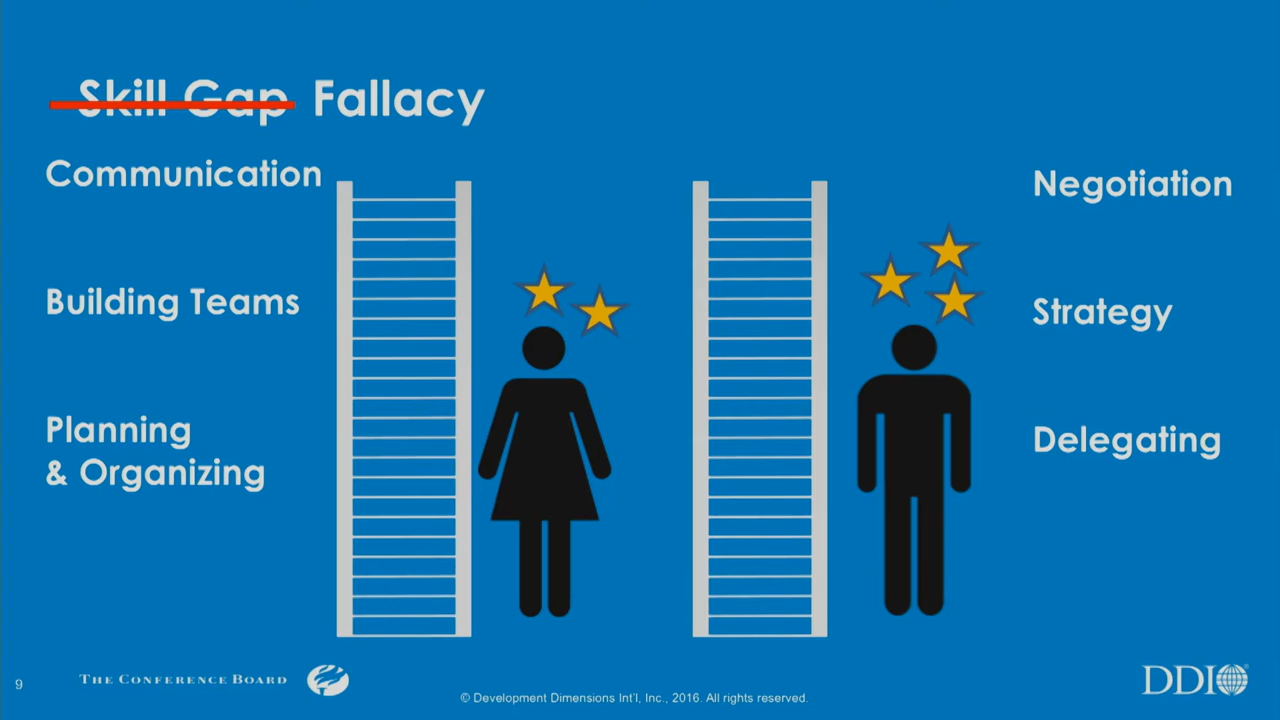 Skill Gap Fallacy
Communication
Building Teams
Planning
& Organizing
Negotiation
Strategy
Delegating
9
THE CONFERENCE BOARD
© Development Dimensions Int'l, Inc., 2016. All rights reserved.
DDI®